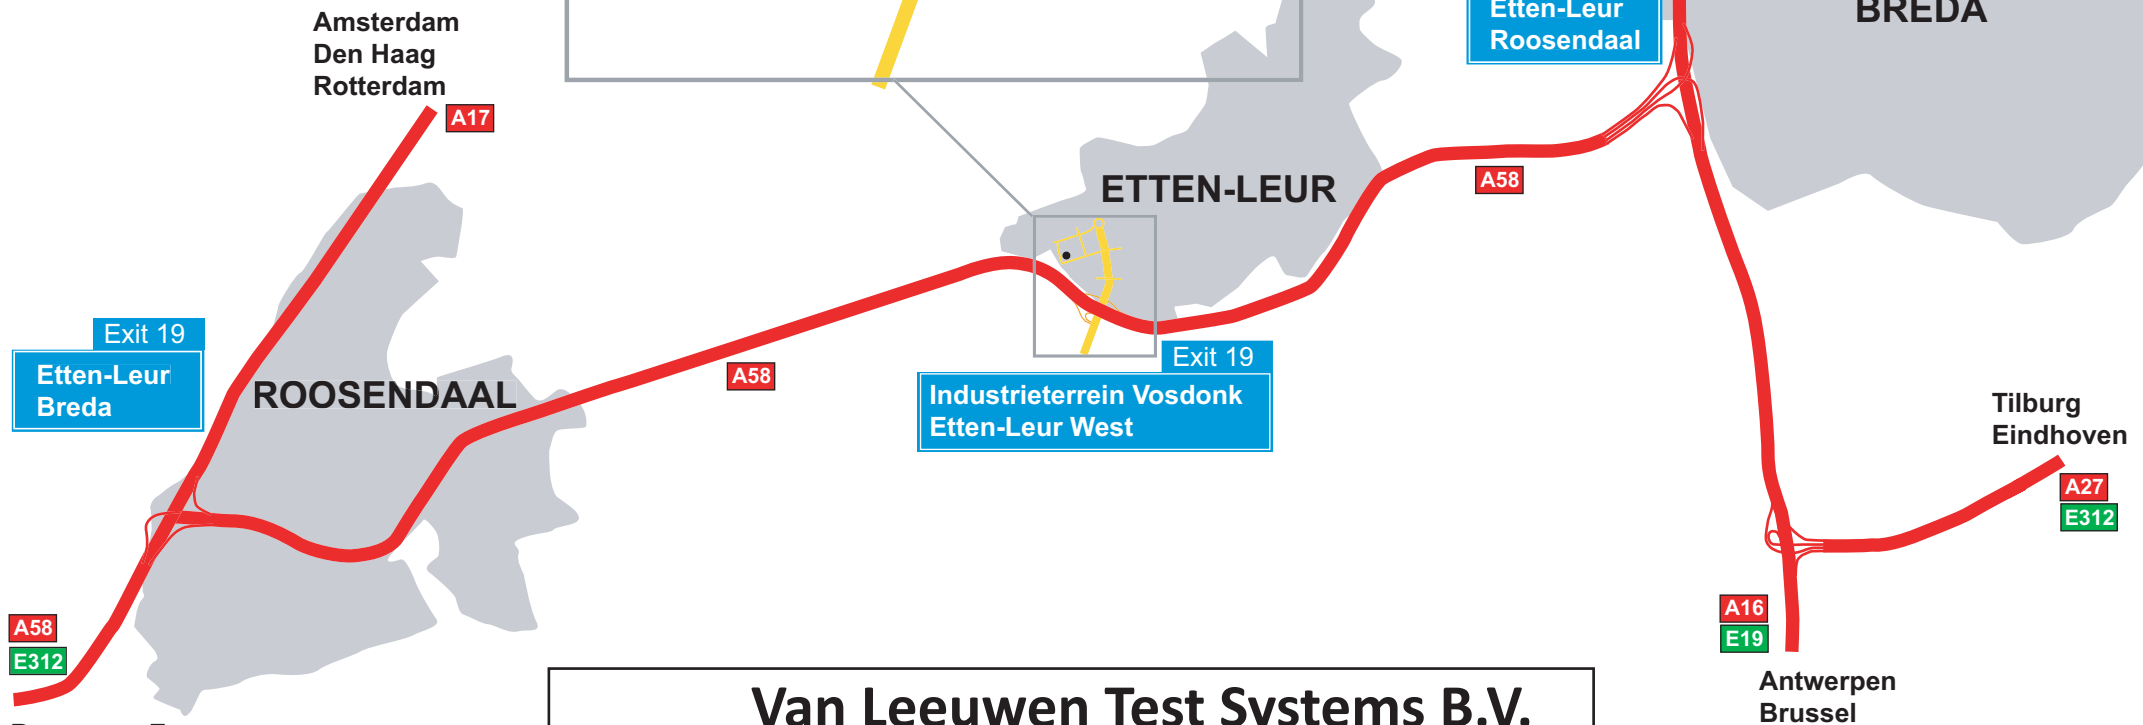 Amsterdam
Den Haag
Rotterdam
A17
Etten-Leur
Roosendaal
BREDA
ETTEN-LEUR
A58
Exit 19
Etten-Leur
Breda
ROOSENDAAL
A58
Exit 19
Industrieterrein Vosdonk
Etten-Leur West
Tilburg
Eindhoven
A27
E312
A58
E312
A16
E19
Antwerpen
Brussel
Van Leeuwen Test Systems B.V.